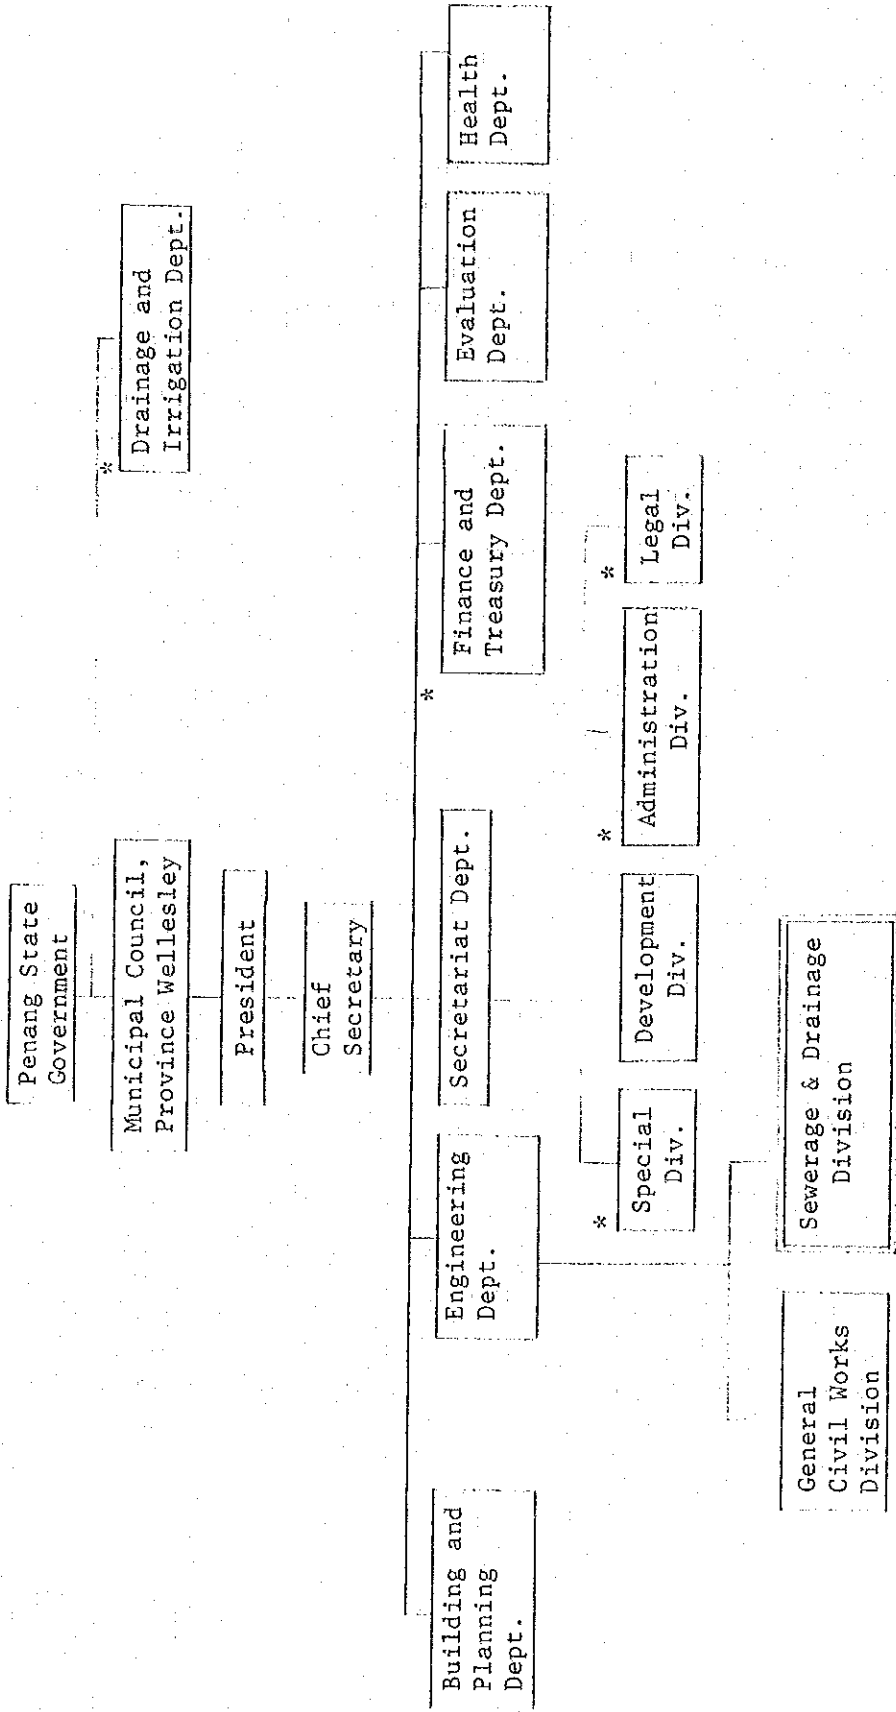 Penang State
Government
Municipal Council,
Province Wellesley
*
Drainage and
Irrigation Dept.
President
Chief
Secretary
Building and
Planning
Dept.
Engineering
Dept.
Secretariat Dept.
*
Finance and
Treasury Dept.
Evaluation
Dept.
Health
Dept.
*
Special
Div.
Development
Div.
*
Administration
Div.
*
Legal
Div.
General
Civil Works
Division
Sewerage & Drainage
Division